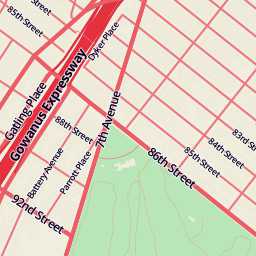 85th Street
Dyker Place
Gowanus Expressway
Gatling Place
7th Avenue
88th Street
83rd
84th Street
85th Street
86th Street
Battery Avenue
Parrott Place
92nd Street